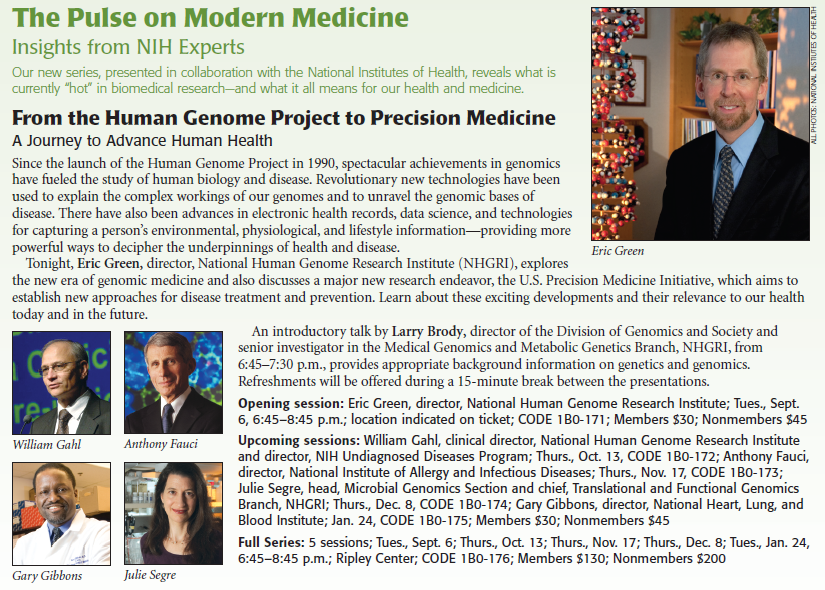 The Pulse on Modern Medicine
Insights from NIH Experts
Our new series, presented in collaboration with the National Institutes of Health, reveals what is
currently “hot” in biomedical research—and what it all means for our health and medicine.
From the Human Genome Project to Precision Medicine
A Journey to Advance Human Health
Since the launch of the Human Genome Project in 1990, spectacular achievements in genomics
have fueled the study of human biology and disease. Revolutionary new technologies have been
used to explain the complex workings of our genomes and to unravel the genomic bases of
disease. There have also been advances in electronic health records, data science, and technologies
for capturing a person’s environmental, physiological, and lifestyle information—providing more
powerful ways to decipher the underpinnings of health and disease.
Tonight, Eric Green, director, National Human Genome Research Institute (NHGRI), explores
the new era of genomic medicine and also discusses a major new research endeavor, the U.S. Precision Medicine Initiative, which aims to
establish new approaches for disease treatment and prevention. Learn about these exciting developments and their relevance to our health
today and in the future.
ALL PHOTOS: NATIONAL INSTITUTES OF HEALTH
Eric Green
An introductory talk by Larry Brody, director of the Division of Genomics and Society and
senior investigator in the Medical Genomics and Metabolic Genetics Branch, NHGRI, from
6:45–7:30 p.m., provides appropriate background information on genetics and genomics.
Refreshments will be offered during a 15-minute break between the presentations.
Opening session: Eric Green, director, National Human Genome Research Institute; Tues., Sept.
6, 6:45–8:45 p.m.; location indicated on ticket; CODE 1B0-171; Members $30; Nonmembers $45
Upcoming sessions: William Gahl, clinical director, National Human Genome Research Institute
and director, NIH Undiagnosed Diseases Program; Thurs., Oct. 13, CODE 1B0-172; Anthony Fauci,
director, National Institute of Allergy and Infectious Diseases; Thurs., Nov. 17, CODE 1B0-173;
Julie Segre, head, Microbial Genomics Section and chief, Translational and Functional Genomics
Branch, NHGRI; Thurs., Dec. 8, CODE 1B0-174; Gary Gibbons, director, National Heart, Lung, and
Blood Institute; Jan. 24, CODE 1B0-175; Members $30; Nonmembers $45
Full Series: 5 sessions; Tues., Sept. 6; Thurs., Oct. 13; Thurs., Nov. 17; Thurs., Dec. 8; Tues., Jan. 24,
6:45–8:45 p.m.; Ripley Center; CODE 1B0-176; Members $130; Nonmembers $200
William Gahl
Anthony Fauci
Gary Gibbons
Julie Segre